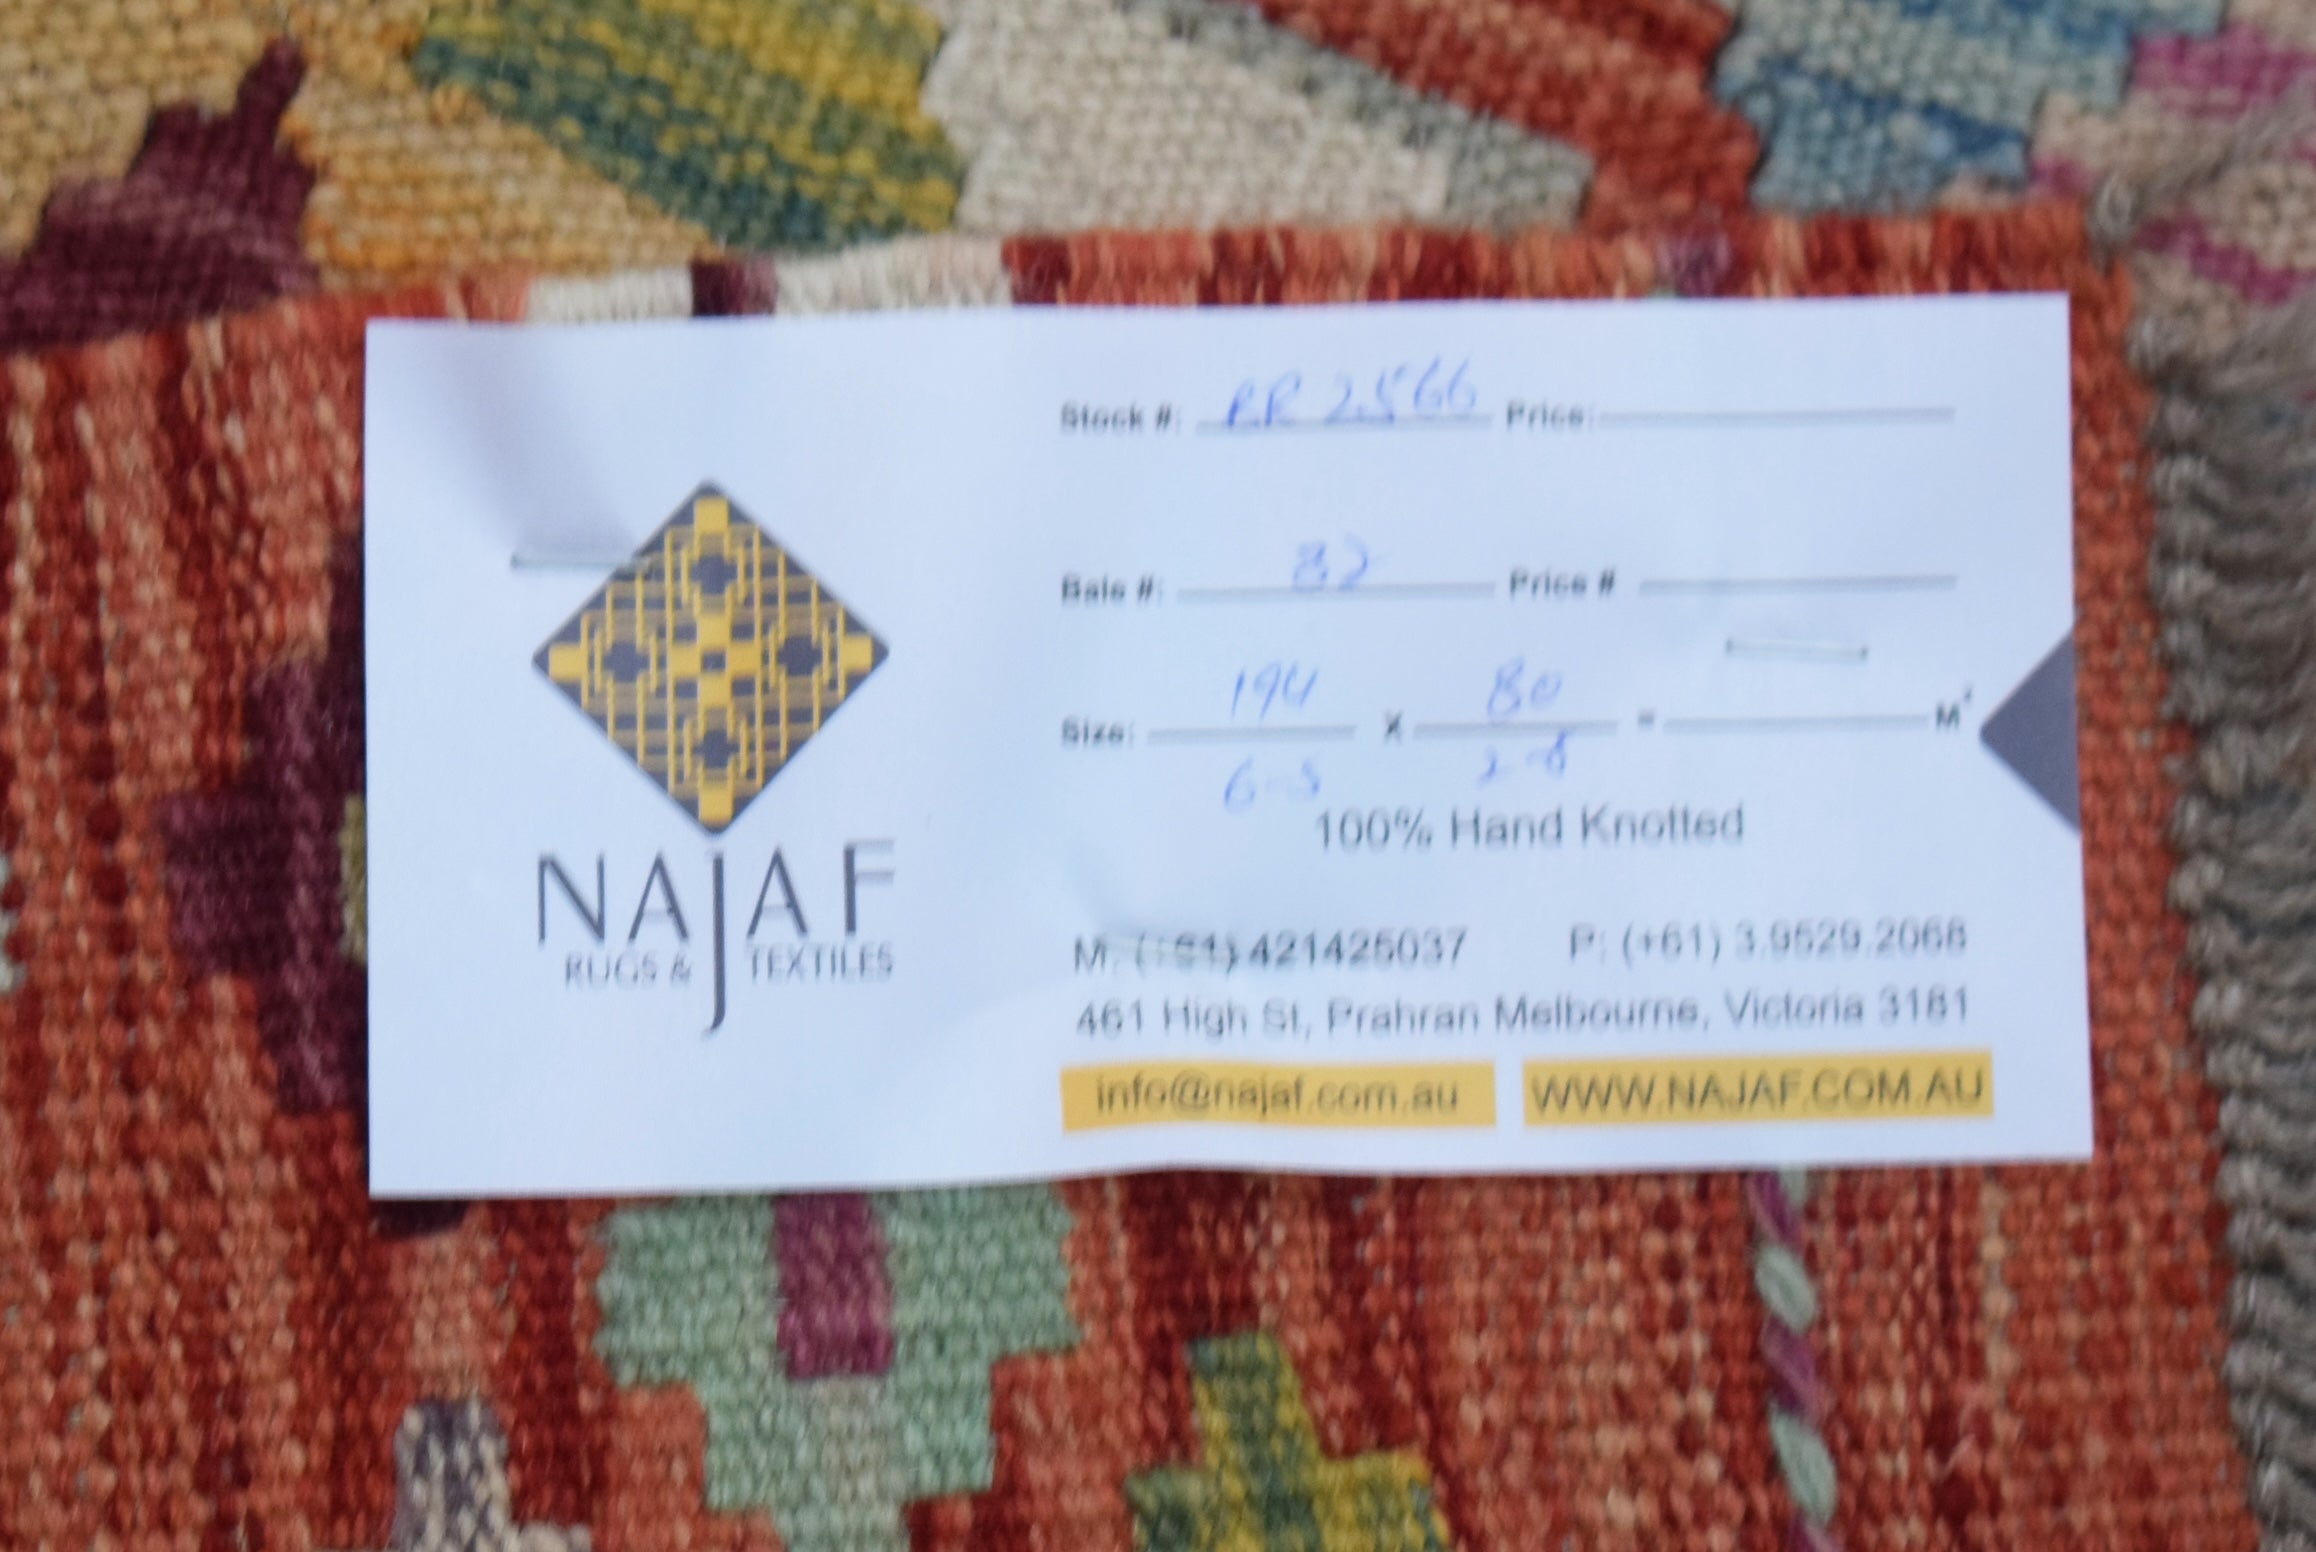 NAJAF
RUGS & TEXTILES
Stock #: RR 2566 Price:
Bale #: 82 Price #
Size: 194 X 80 = M²
6-5 2-8
100% Hand Knotted
M: (+61) 421425037 P: (+61) 3.9529.2068
461 High St, Prahran Melbourne, Victoria 3181
info@najaf.com.au WWW.NAJAF.COM.AU